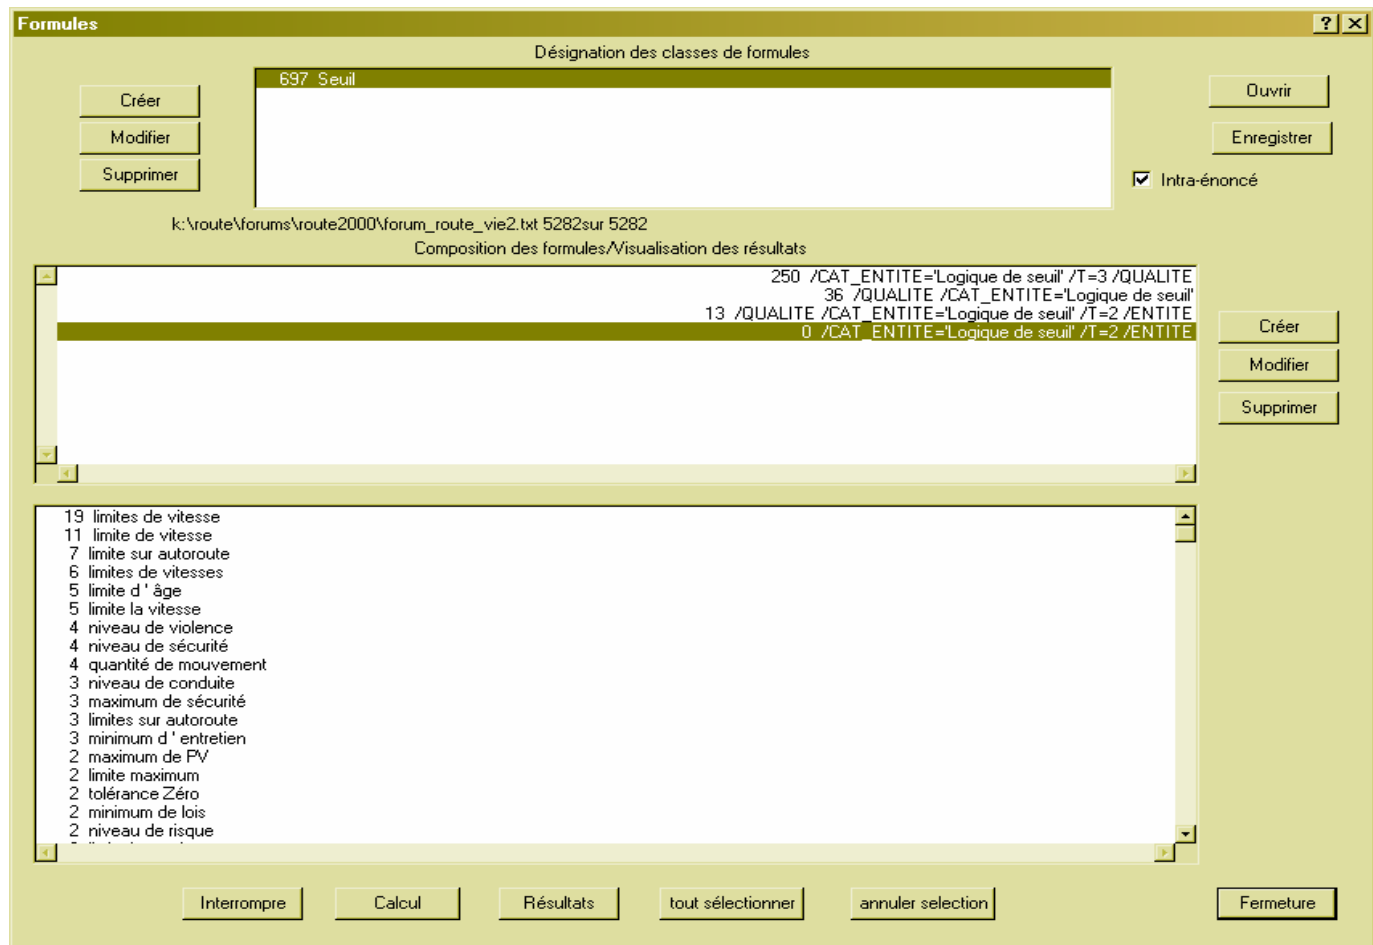 Formules
Désignation des classes de formules
697 Seuil
Créer
Modifier
Supprimer
Ouvrir
Enregistrer
Intra-énoncé
k:\route\forums\route2000\forum_route_vie2.txt 5282sur 5282
Composition des formules/Visualisation des résultats
250 /CAT_ENTITE='Logique de seuil' /T=3 /QUALITE
36 /QUALITE /CAT_ENTITE='Logique de seuil'
13 /QUALITE /CAT_ENTITE='Logique de seuil' /T=2 /ENTITE
0 /CAT_ENTITE='Logique de seuil' /T=2 /ENTITE
Créer
Modifier
Supprimer
19 limites de vitesse
11 limite de vitesse
7 limite sur autoroute
6 limites de vitesses
5 limite d ' âge
5 limite la vitesse
4 niveau de violence
4 niveau de sécurité
4 quantité de mouvement
3 niveau de conduite
3 maximum de sécurité
3 limites sur autoroute
3 minimum d ' entretien
2 maximum de PV
2 limite maximum
2 tolérance Zéro
2 minimum de lois
2 niveau de risque
Interrompre
Calcul
Résultats
tout sélectionner
annuler selection
Fermeture